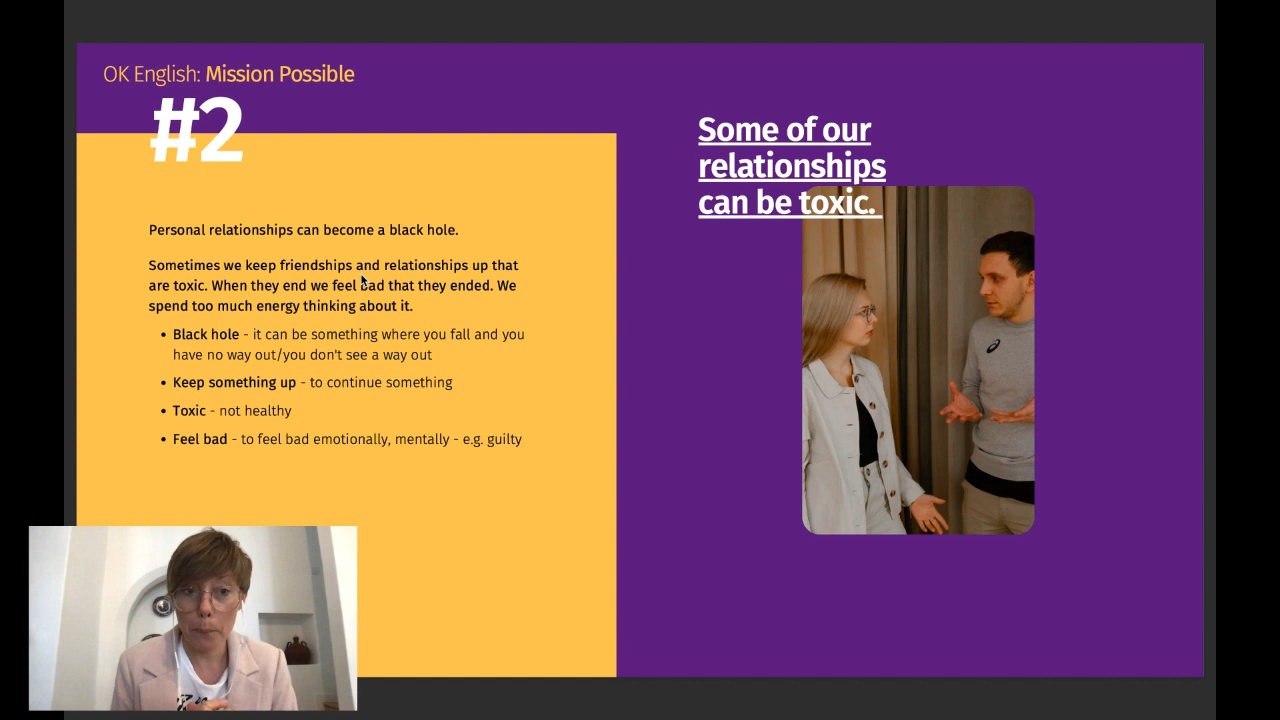 OK English: Mission Possible
#2
Personal relationships can become a black hole.
Sometimes we keep friendships and relationships up that
are toxic. When they end we feel bad that they ended. We
spend too much energy thinking about it.
• Black hole - it can be something where you fall and you
have no way out/you don't see a way out
• Keep something up - to continue something
• Toxic - not healthy
• Feel bad - to feel bad emotionally, mentally - e.g. guilty
Some of our
relationships
can be toxic.